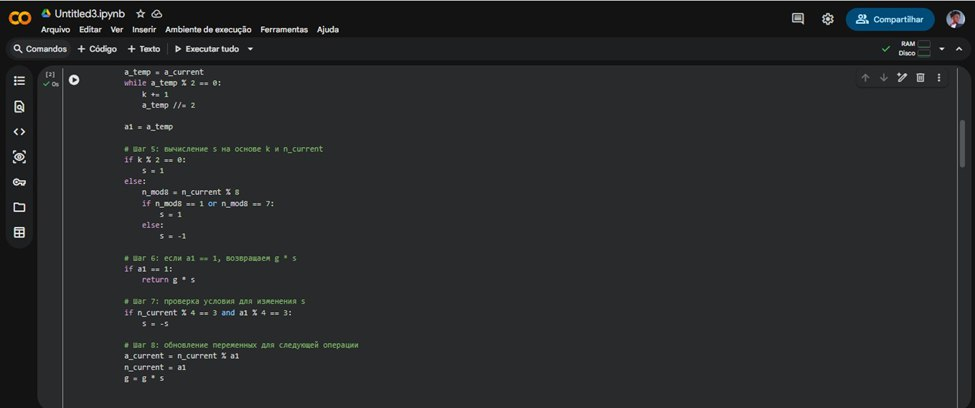 CO
Untitled3.ipynb
Arquivo Editar Ver Inserir Ambiente de execução Ferramentas Ajuda
Compartilhar
Comandos + Código + Texto Executar tudo
RAM
Disco
[2]
0s
a_temp = a_current
while a_temp % 2 == 0:
k += 1
a_temp //= 2
a1 = a_temp
# Шаг 5: вычисление s на основе k и n_current
if k % 2 == 0:
s = 1
else:
n_mod8 = n_current % 8
if n_mod8 == 1 or n_mod8 == 7:
s = 1
else:
s = -1
# Шаг 6: если a1 == 1, возвращаем g * s
if a1 == 1:
return g * s
# Шаг 7: проверка условия для изменения s
if n_current % 4 == 3 and a1 % 4 == 3:
s = -s
# Шаг 8: обновление переменных для следующей операции
a_current = n_current % a1
n_current = a1
g = g * s